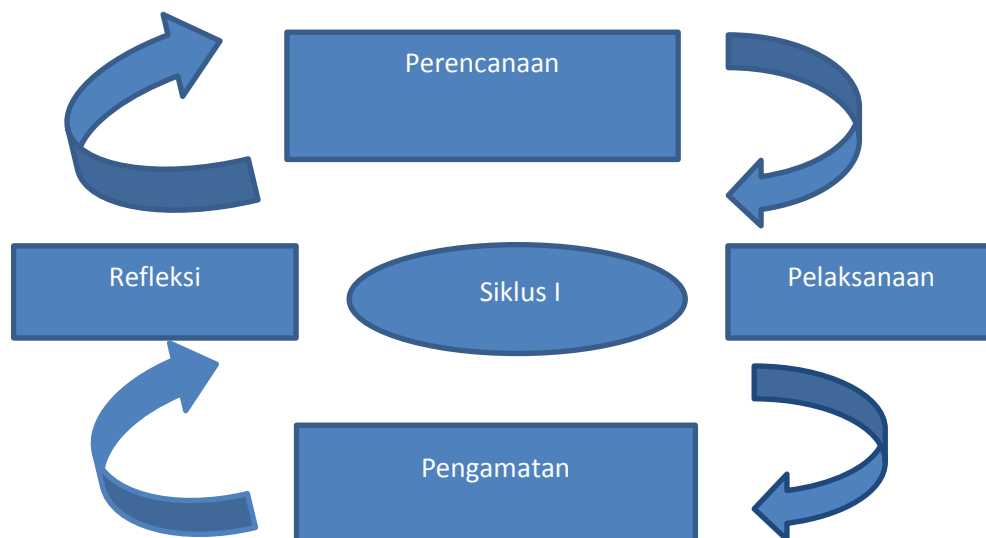 Perencanaan
Refleksi
Siklus I
Pelaksanaan
Pengamatan